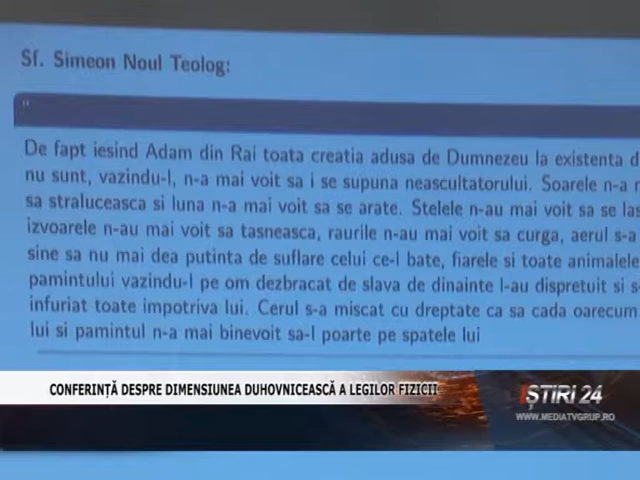 Sf. Simeon Noul Teolog:
"
De fapt iesind Adam din Rai toata creatia adusa de Dumnezeu la existenta d
nu sunt, vazindu-l, n-a mai voit sa i se supuna neascultatorului. Soarele n-a
sa straluceasca si luna n-a mai voit sa se arate. Stelele n-au mai voit sa se las
izvoarele n-au mai voit sa tasneasca, raurile n-au mai voit sa curga, aerul s-a
sine sa nu mai dea putinta de suflare celui ce-l bate, fiarele si toate animalele
pamintului vazindu-l pe om dezbracat de slava de dinainte l-au dispretuit si s-
infuriat toate impotriva lui. Cerul s-a miscat cu dreptate ca sa cada oarecum
lui si pamintul n-a mai binevoit sa-l poarte pe spatele lui
CONFERINȚĂ DESPRE DIMENSIUNEA DUHOVNICEASCĂ A LEGILOR FIZICII
ȘTIRI 24
WWW.MEDIATVGRUP.RO